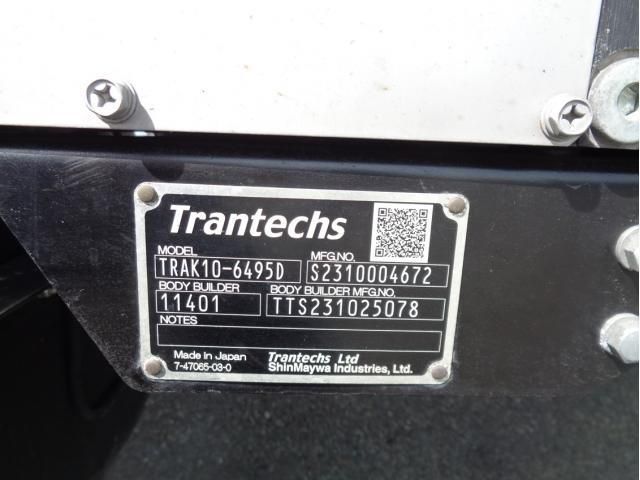 Trantechs
MODEL MFG.NO.
TRAK10-6495D S2310004672
BODY BUILDER BODY BUILDER MFG.NO.
11401 TTS231025078
NOTES
Made in Japan Trantechs Ltd
7-47065-03-0 ShinMaywa Industries, Ltd.